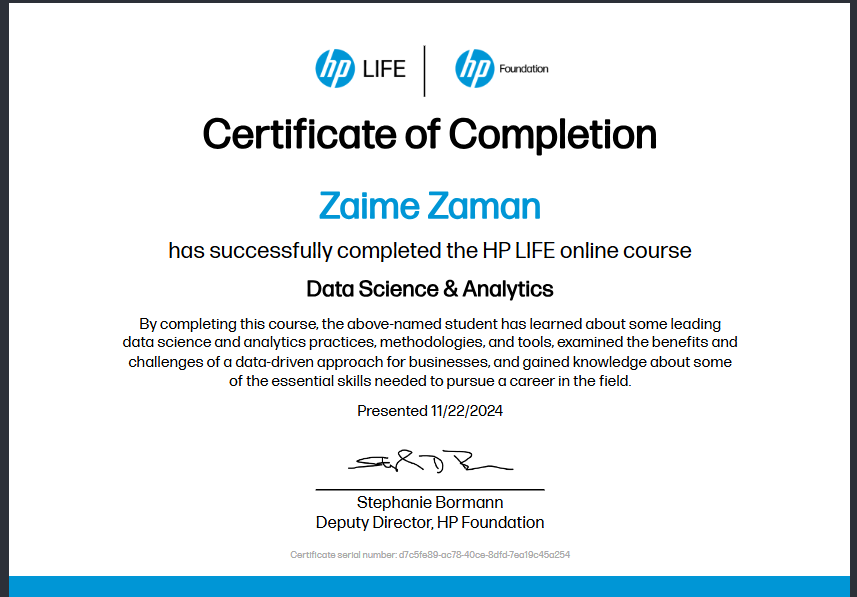 hp LIFE
hp Foundation
Certificate of Completion
Zaime Zaman
has successfully completed the HP LIFE online course
Data Science & Analytics
By completing this course, the above-named student has learned about some leading
data science and analytics practices, methodologies, and tools, examined the benefits and
challenges of a data-driven approach for businesses, and gained knowledge about some
of the essential skills needed to pursue a career in the field.
Presented 11/22/2024
Stephanie Bormann
Deputy Director, HP Foundation
Certificate serial number: d7c5fe89-ac78-40ce-8dfd-7ea19c45a254